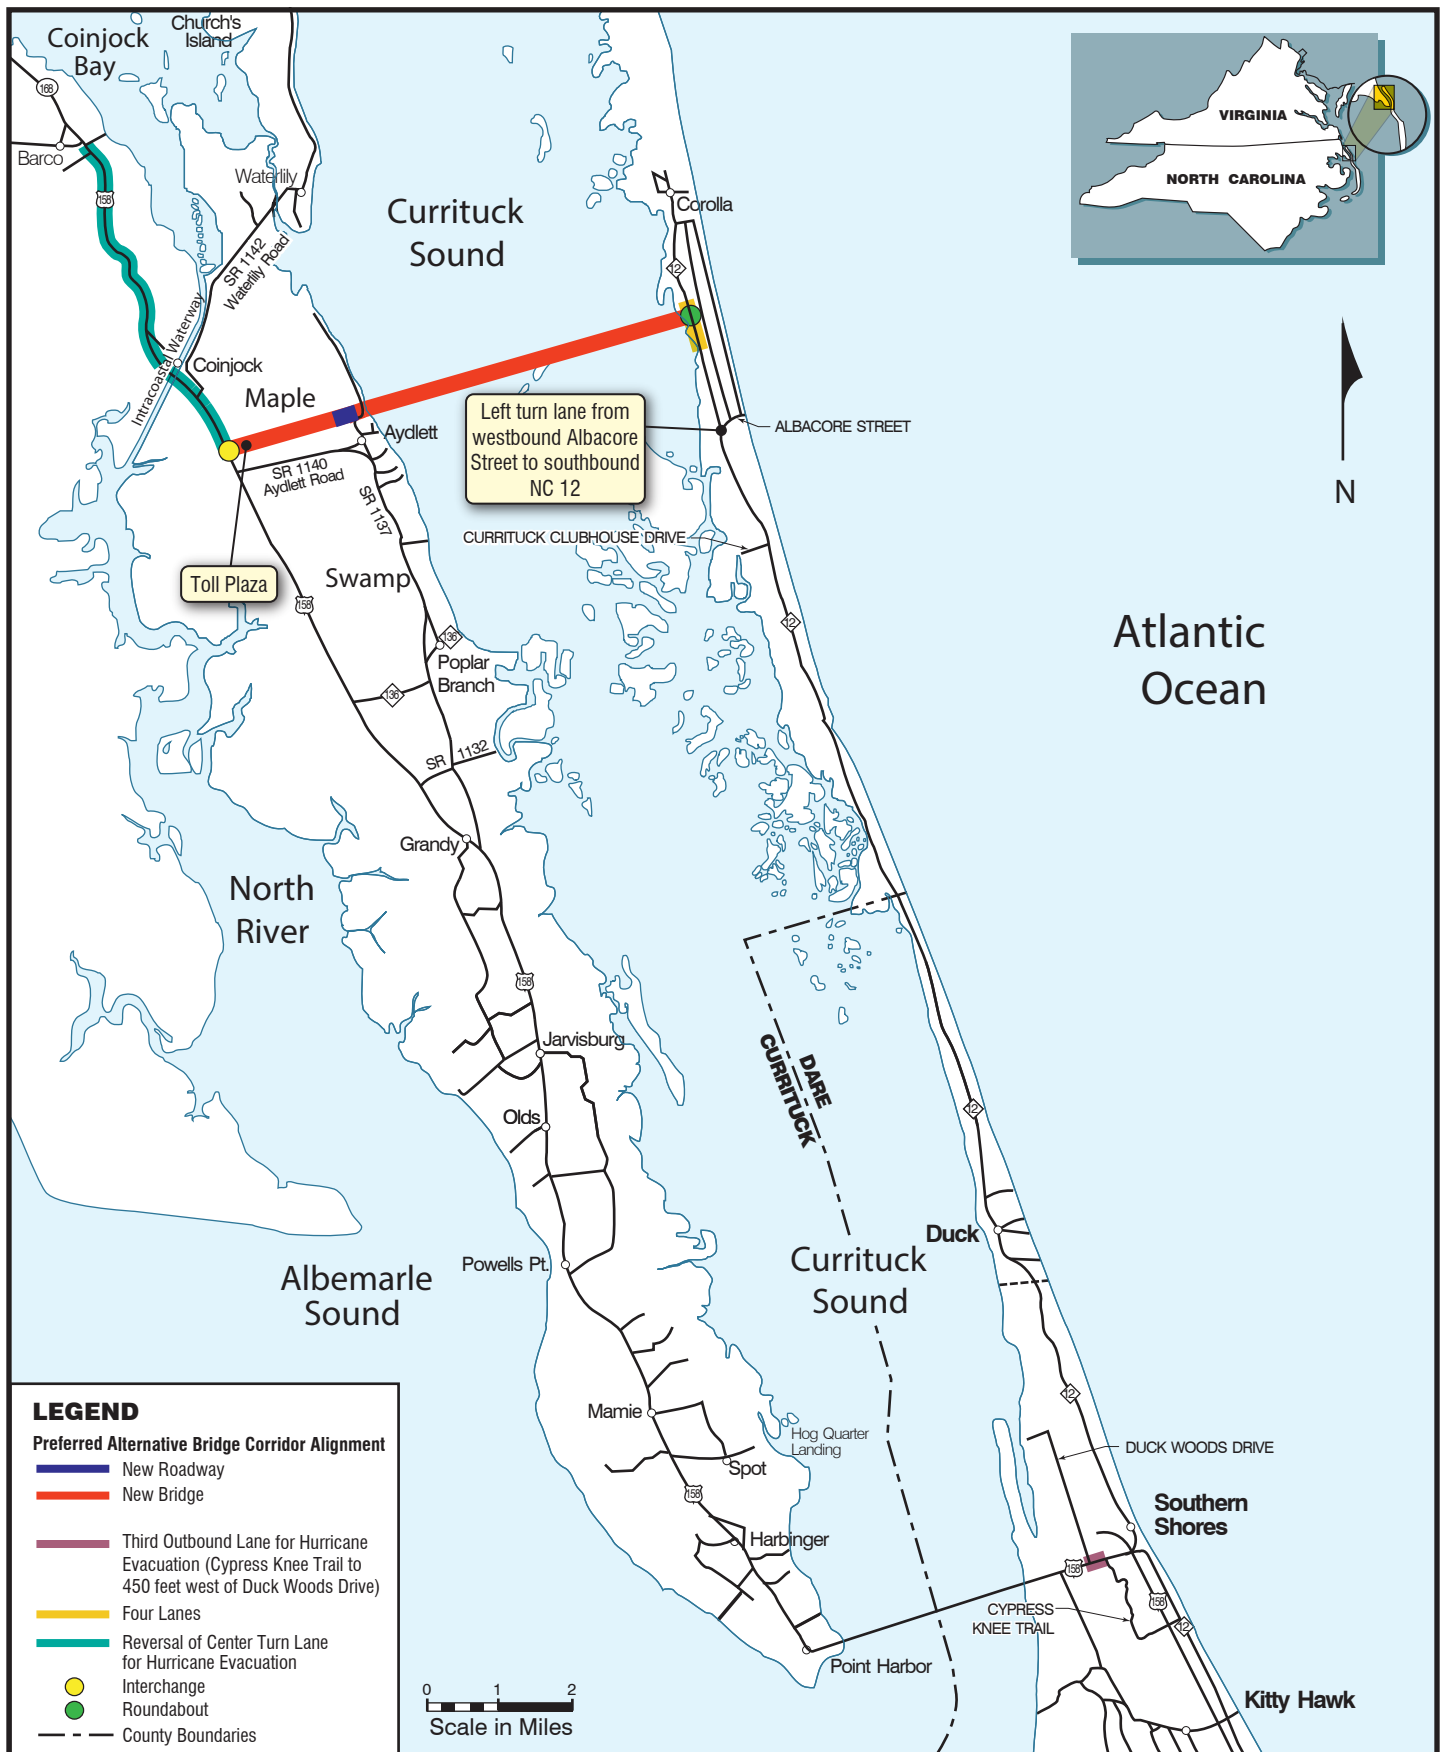 Coinjock
Bay
Church's
Island
168
Barco
158
Waterlily
SR 1142
Waterlily Road
Currituck
Sound
Corolla
12
VIRGINIA
NORTH CAROLINA
Intracoastal Waterway
Coinjock
Maple
Aydlett
SR 1140
Aydlett Road
SR 1137
Left turn lane from
westbound Albacore
Street to southbound
NC 12
ALBACORE STREET
N
CURRITUCK CLUBHOUSE DRIVE
Toll Plaza
Swamp
158
12
136
Poplar
Branch
136
SR 1132
Atlantic
Ocean
Grandy
North
River
158
Jarvisburg
DARE
CURRITUCK
12
Olds
Duck
Powells Pt.
Currituck
Sound
Albemarle
Sound
12
Mamie
Hog Quarter
Landing
Spot
158
DUCK WOODS DRIVE
Southern
Shores
Harbinger
158
158
CYPRESS
KNEE TRAIL
12
Point Harbor
Kitty Hawk
LEGEND
Preferred Alternative Bridge Corridor Alignment
New Roadway
New Bridge
Third Outbound Lane for Hurricane
Evacuation (Cypress Knee Trail to
450 feet west of Duck Woods Drive)
Four Lanes
Reversal of Center Turn Lane
for Hurricane Evacuation
Interchange
Roundabout
County Boundaries
0 1 2
Scale in Miles